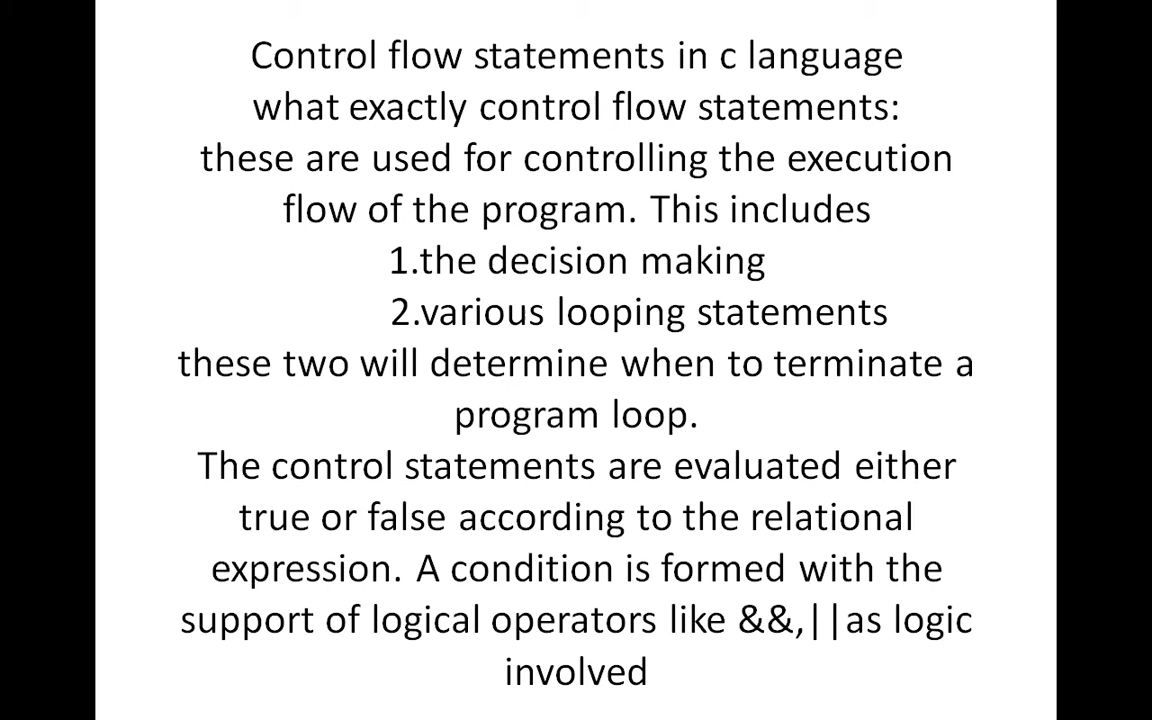 Control flow statements in c language
what exactly control flow statements:
these are used for controlling the execution
flow of the program. This includes
1.the decision making
2.various looping statements
these two will determine when to terminate a
program loop.
The control statements are evaluated either
true or false according to the relational
expression. A condition is formed with the
support of logical operators like &&,||as logic
involved